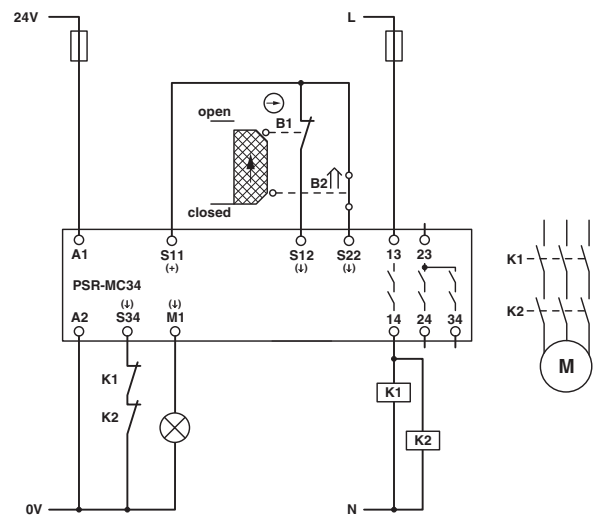 24V
L
open
B1
B2
closed
A1
S11
(+)
S12
(↓)
S22
(↓)
13
23
PSR-MC34
A2
(↓)
S34
(↓)
M1
14
24
34
K1
K2
K1
K2
0V
N
K1
K2
M